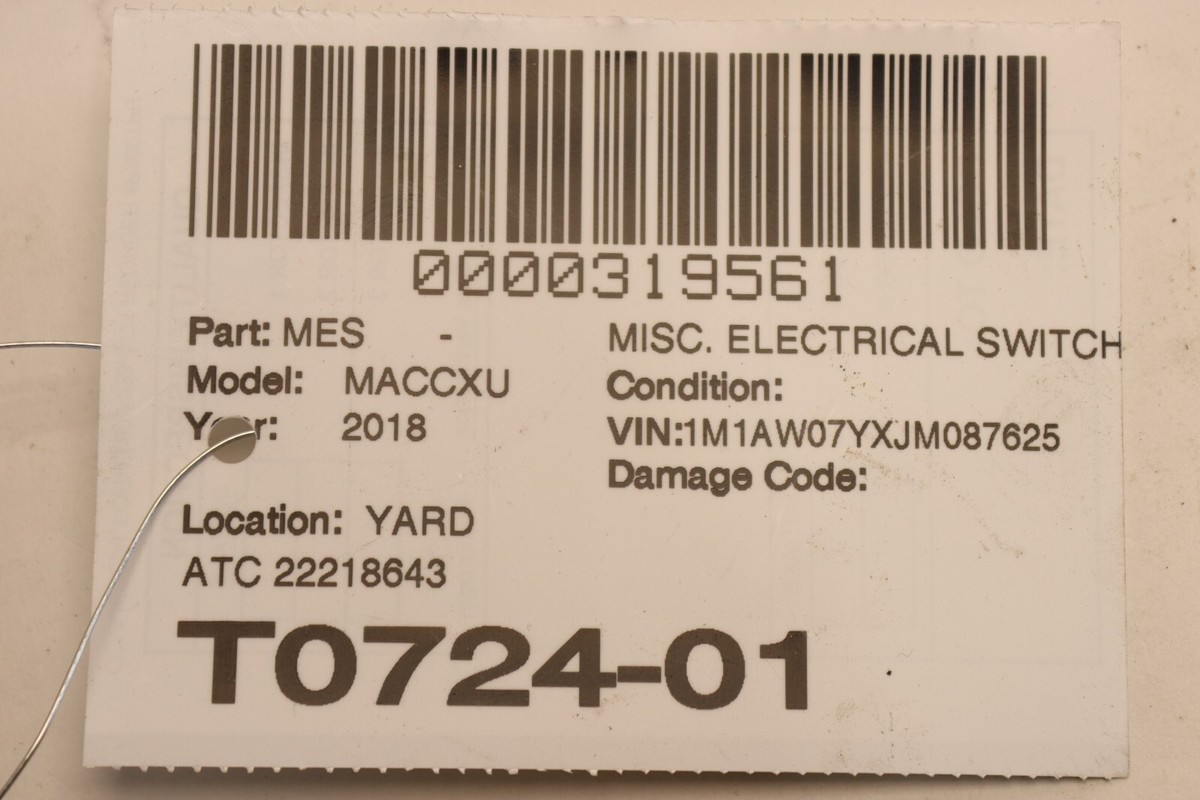 0000319561
Part: MES - MISC. ELECTRICAL SWITCH
Model: MACCXU Condition:
Year: 2018 VIN:1M1AW07YXJM087625
Damage Code:
Location: YARD
ATC 22218643
T0724-01